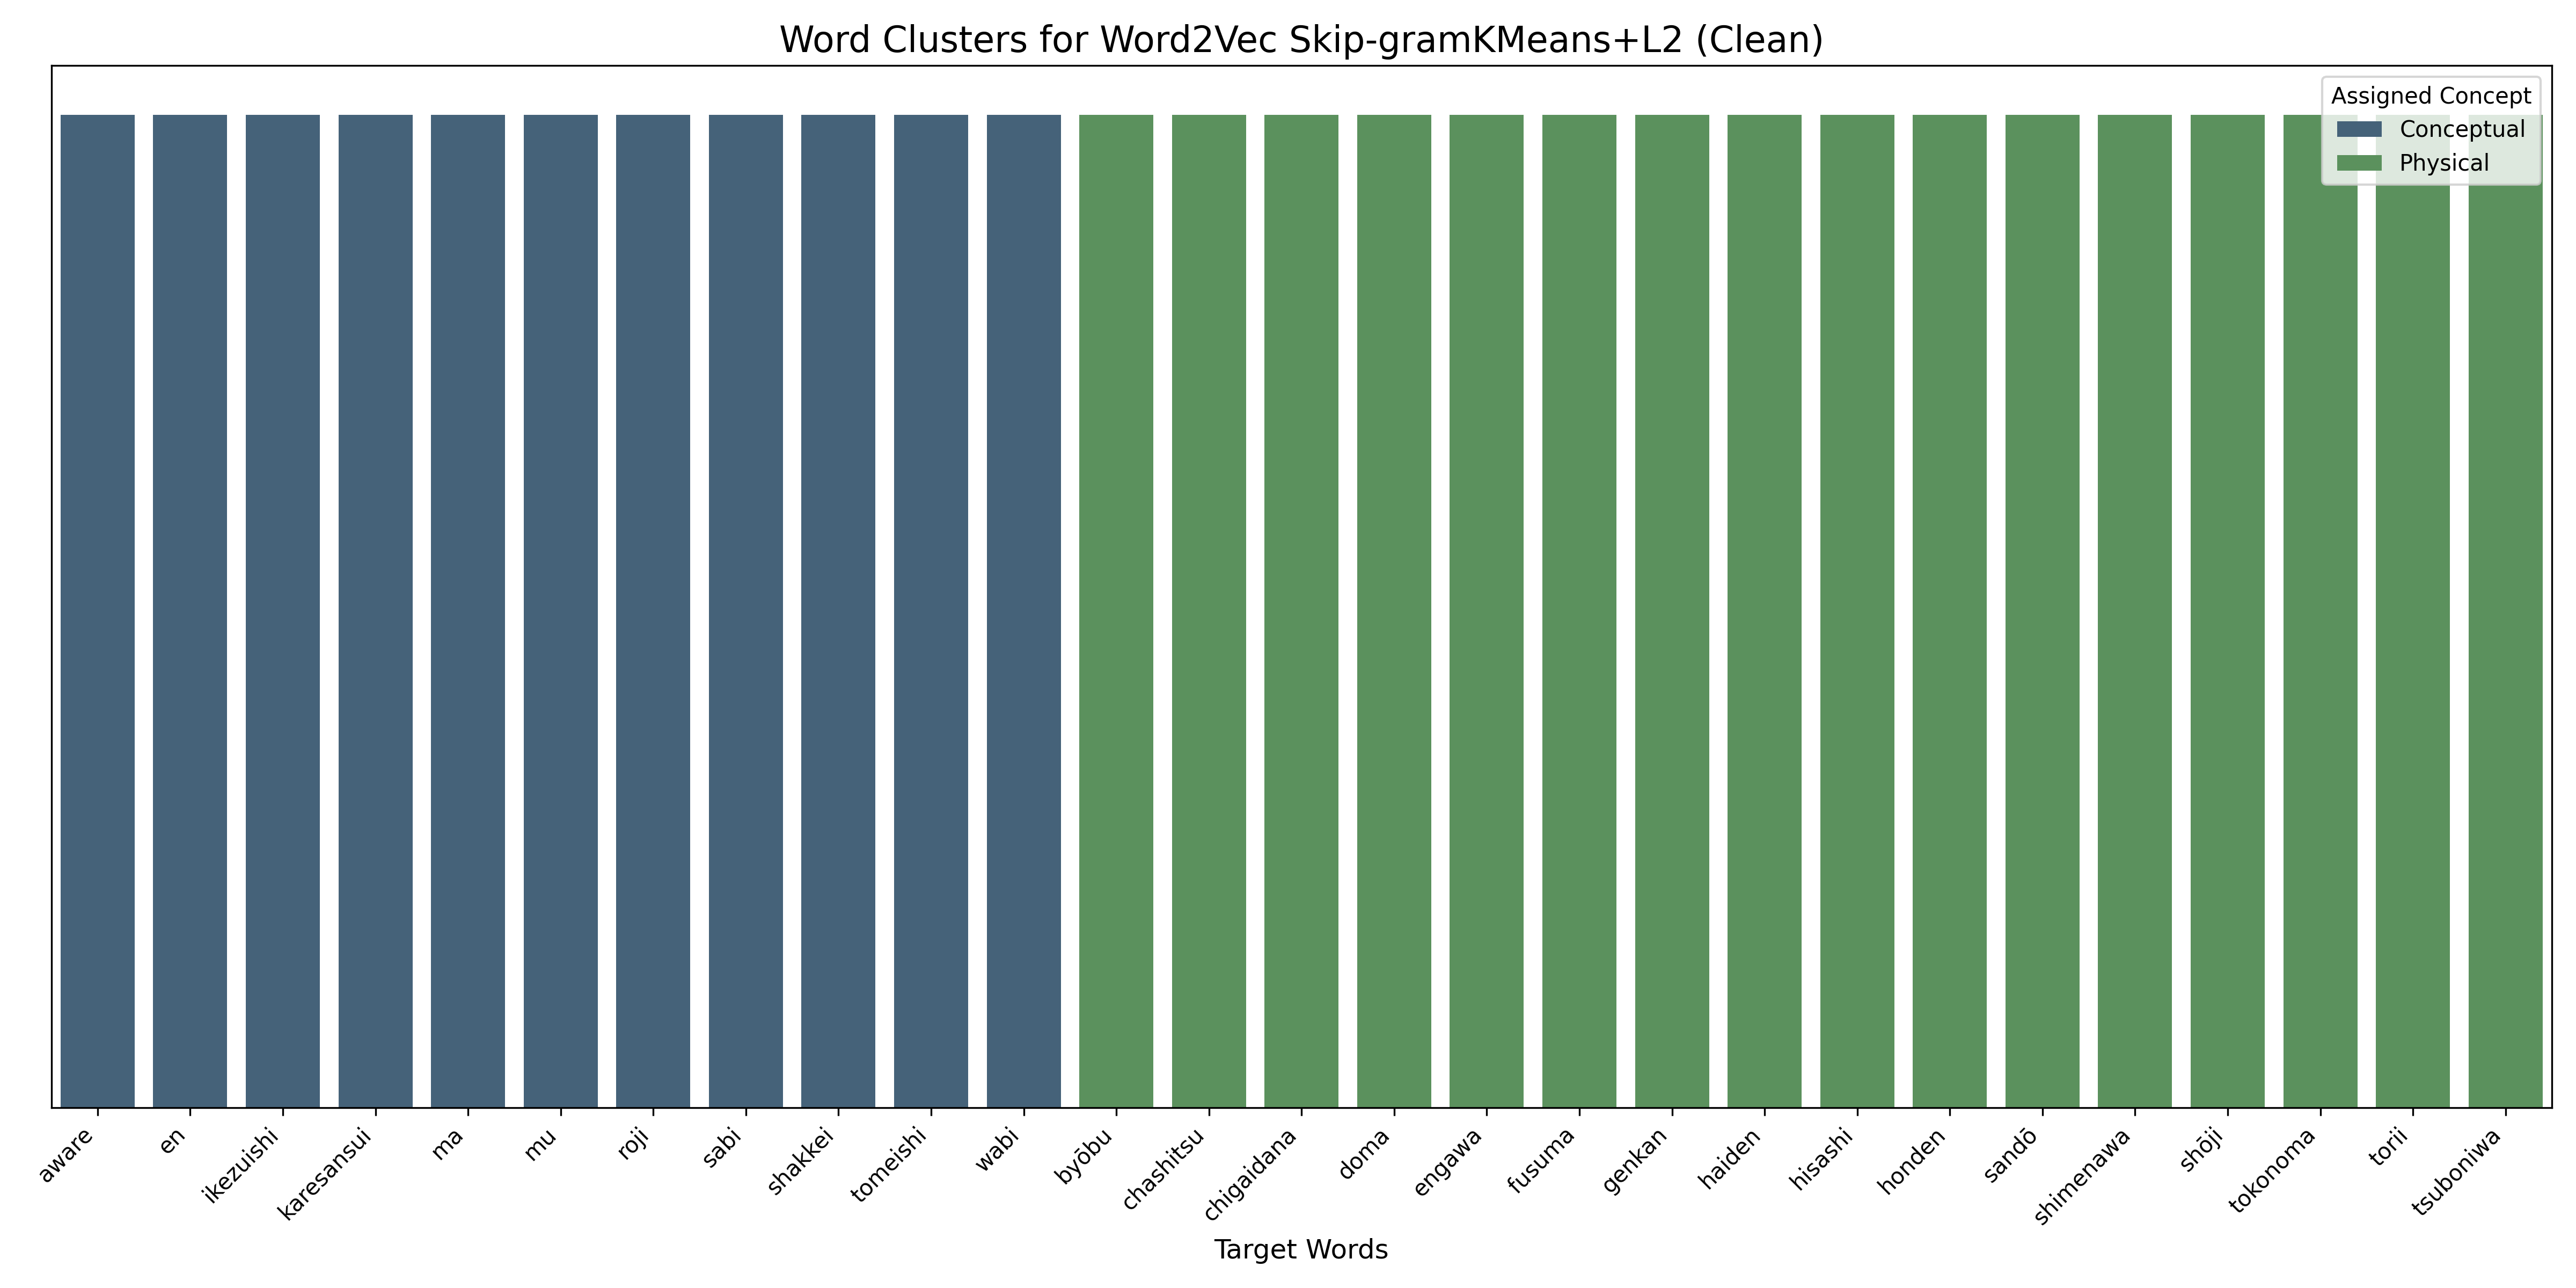 Word Clusters for Word2Vec Skip-gramKMeans+L2 (Clean)
Assigned Concept
Conceptual
Physical
aware
en
ikezuishi
karesansui
ma
mu
roji
sabi
shakkei
tomeishi
wabi
byōbu
chashitsu
chigaidana
doma
engawa
fusuma
genkan
haiden
hisashi
honden
sandō
shimenawa
shōji
tokonoma
torii
tsuboniwa
Target Words